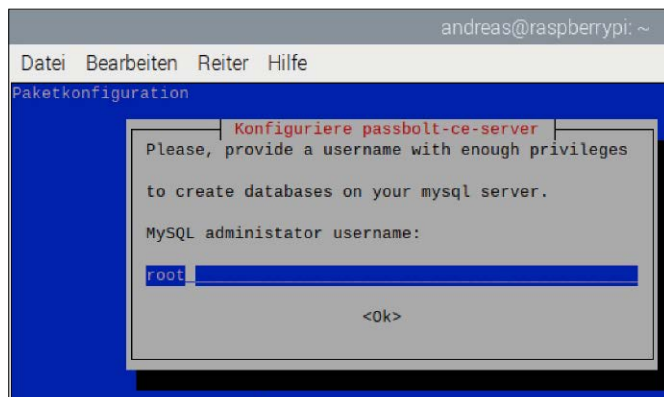 andreas@raspberrypi: ~
Datei Bearbeiten Reiter Hilfe
Paketkonfiguration
Konfiguriere passbolt-ce-server
Please, provide a username with enough privileges
to create databases on your mysql server.
MySQL administator username:
root
<Ok>